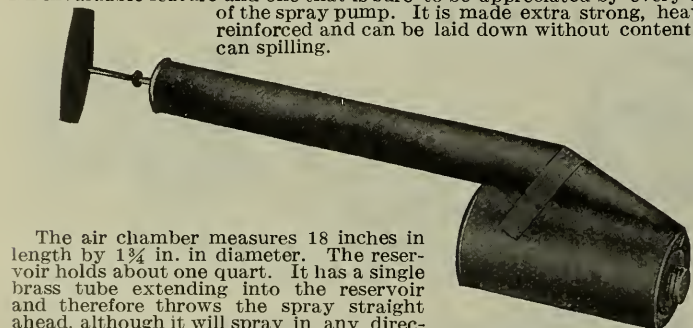 of the spray pump. It is made extra strong, heav
reinforced and can be laid down without content
can spilling.
The air chamber measures 18 inches in
length by 1¾ in. in diameter. The reser-
voir holds about one quart. It has a single
brass tube extending into the reservoir
and therefore throws the spray straight
ahead, although it will spray in any direc-